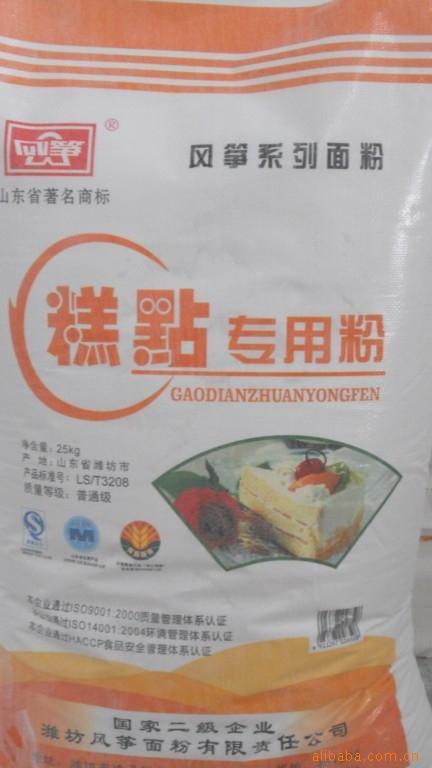 风筝
®
风筝系列面粉
山东省著名商标
糕點专用粉
GAODIANZHUANYONGFEN
净含量: 25kg
产 地: 山东省潍坊市
产品标准号: LS/T3208
质量等级: 普通级
本企业通过ISO9001:2000质量管理体系认证
本企业通过ISO14001:2004环境管理体系认证
本企业通过HACCP食品安全管理体系认证
国家二级企业
潍坊风筝面粉有限责任公司
alibaba.com.cn